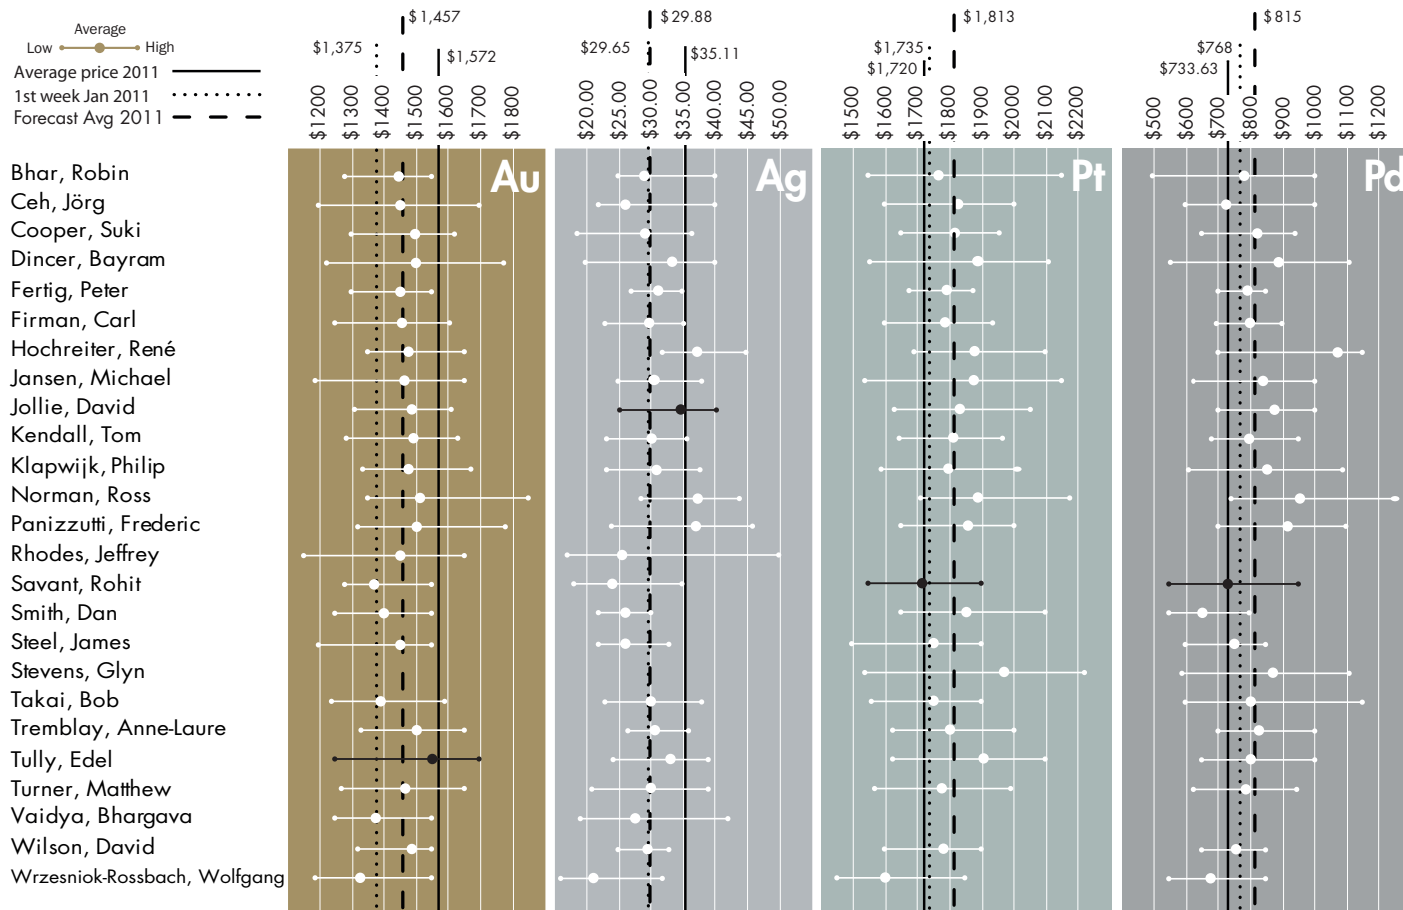 Average
Low High
Average price 2011
1st week Jan 2011
Forecast Avg 2011
$1,457
$1,375
$1,572
$29.88
$29.65
$35.11
$1,813
$1,735
$1,720
$815
$768
$733.63
$1200 $1300 $1400 $1500 $1600 $1700 $1800
$20.00 $25.00 $30.00 $35.00 $40.00 $45.00 $50.00
$1500 $1600 $1700 $1800 $1900 $2000 $2100 $2200
$500 $600 $700 $800 $900 $1000 $1100 $1200
Au Ag Pt Pd
Bhar, Robin
Ceh, Jörg
Cooper, Suki
Dincer, Bayram
Fertig, Peter
Firman, Carl
Hochreiter, René
Jansen, Michael
Jollie, David
Kendall, Tom
Klapwijk, Philip
Norman, Ross
Panizzutti, Frederic
Rhodes, Jeffrey
Savant, Rohit
Smith, Dan
Steel, James
Stevens, Glyn
Takai, Bob
Tremblay, Anne-Laure
Tully, Edel
Turner, Matthew
Vaidya, Bhargava
Wilson, David
Wrzesniok-Rossbach, Wolfgang